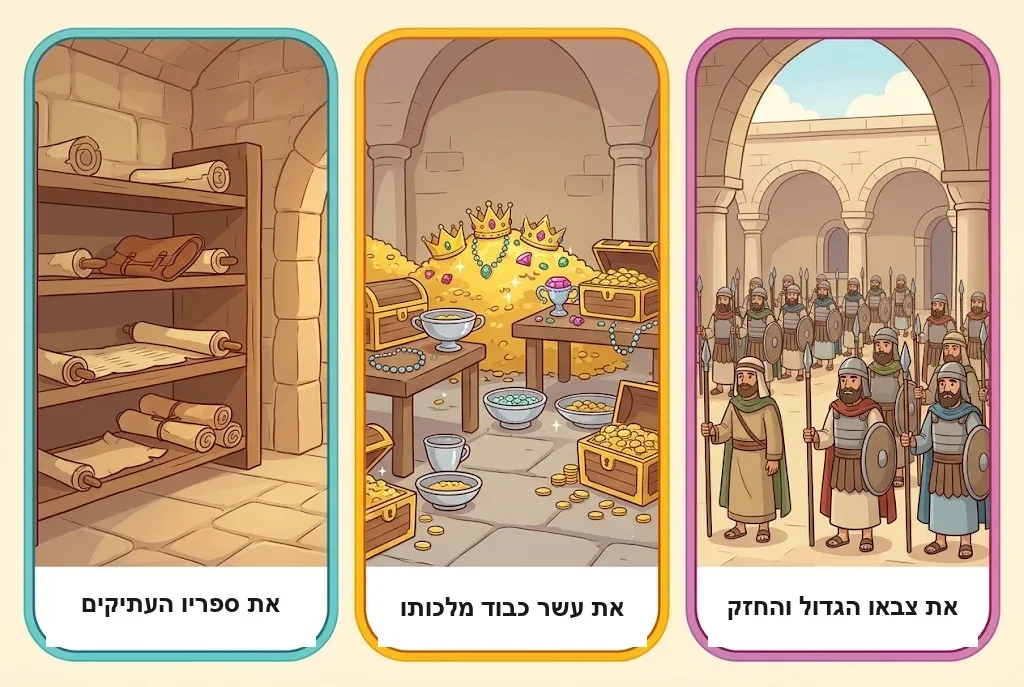 את צבאו הגדול והחזק
את עשר כבוד מלכותו
את ספריו העתיקים